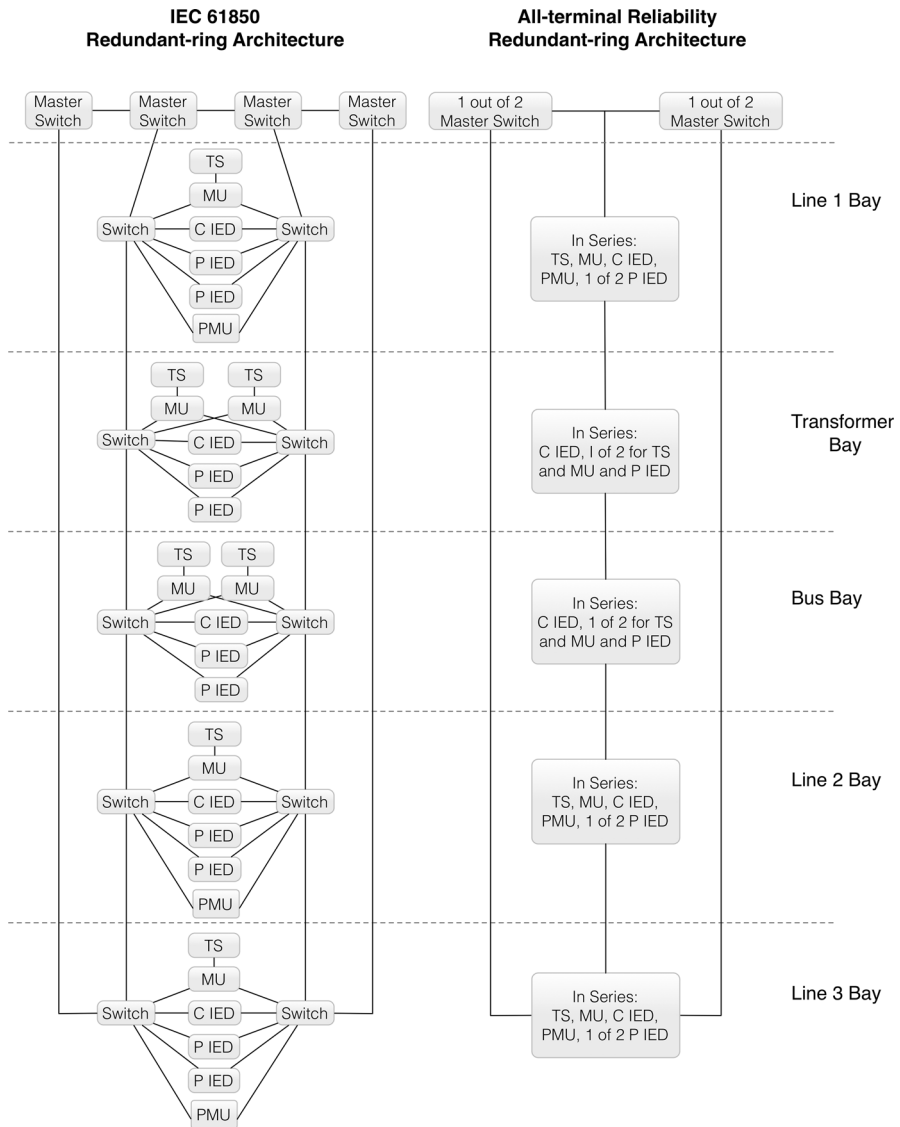 IEC 61850
Redundant-ring Architecture
All-terminal Reliability
Redundant-ring Architecture
Master
Switch
Master
Switch
Master
Switch
Master
Switch
1 out of 2
Master Switch
1 out of 2
Master Switch
TS
MU
Switch
C IED
Switch
P IED
P IED
PMU
In Series:
TS, MU, C IED,
PMU, 1 of 2 P IED
Line 1 Bay
TS
TS
MU
MU
Switch
C IED
Switch
P IED
P IED
In Series:
C IED, I of 2 for TS
and MU and P IED
Transformer
Bay
TS
TS
MU
MU
Switch
C IED
Switch
P IED
P IED
In Series:
C IED, 1 of 2 for TS
and MU and P IED
Bus Bay
TS
MU
Switch
C IED
Switch
P IED
P IED
PMU
In Series:
TS, MU, C IED,
PMU, 1 of 2 P IED
Line 2 Bay
TS
MU
Switch
C IED
Switch
P IED
P IED
PMU
In Series:
TS, MU, C IED,
PMU, 1 of 2 P IED
Line 3 Bay